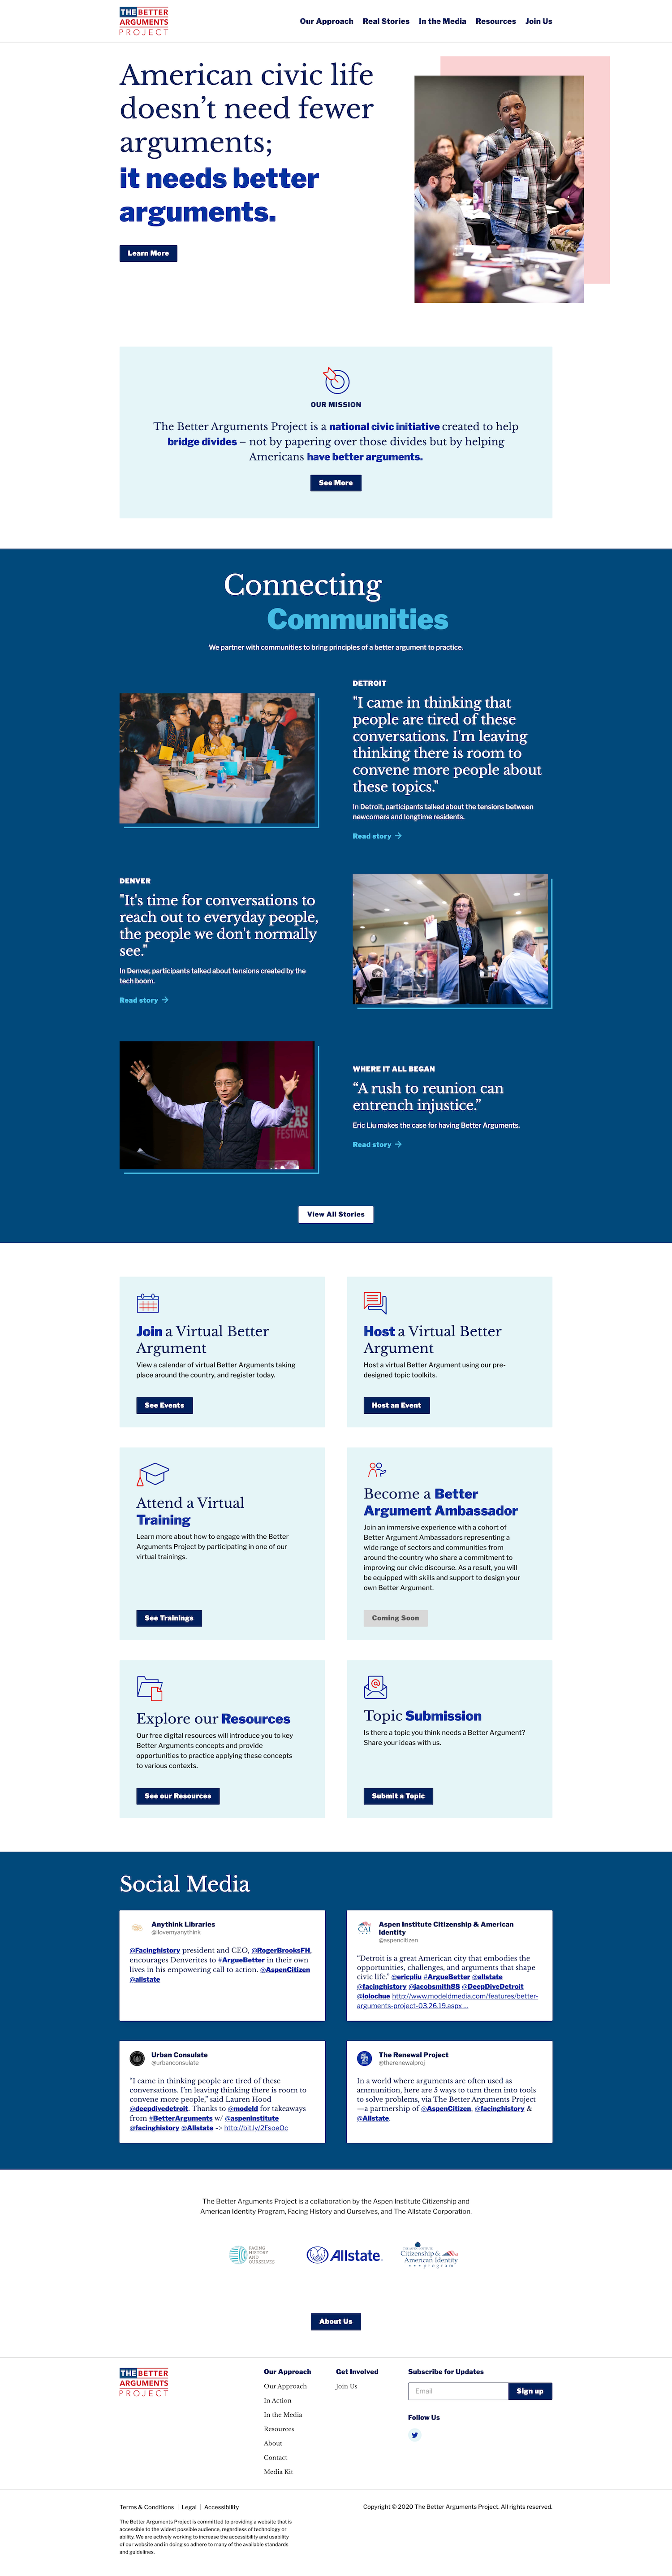 THE BETTER
ARGUMENTS
PROJECT
Our Approach Real Stories In the Media Resources Join Us
American civic life
doesn’t need fewer
arguments;
it needs better
arguments.
Learn More
OUR MISSION
The Better Arguments Project is a national civic initiative created to help
bridge divides – not by papering over those divides but by helping
Americans have better arguments.
See More
Connecting
Communities
We partner with communities to bring principles of a better argument to practice.
DETROIT
"I came in thinking that
people are tired of these
conversations. I'm leaving
thinking there is room to
convene more people about
these topics."
In Detroit, participants talked about the tensions between
newcomers and longtime residents.
Read story →
DENVER
"It's time for conversations to
reach out to everyday people,
the people we don't normally
see."
In Denver, participants talked about tensions created by the
tech boom.
Read story →
FESTIVAL
WHERE IT ALL BEGAN
“A rush to reunion can
entrench injustice.”
Eric Liu makes the case for having Better Arguments.
Read story →
View All Stories
Join a Virtual Better
Argument
View a calendar of virtual Better Arguments taking
place around the country, and register today.
See Events
Host a Virtual Better
Argument
Host a virtual Better Argument using our pre-
designed topic toolkits.
Host an Event
Attend a Virtual
Training
Learn more about how to engage with the Better
Arguments Project by participating in one of our
virtual trainings.
See Trainings
Become a Better
Argument Ambassador
Join an immersive experience with a cohort of
Better Argument Ambassadors representing a
wide range of sectors and communities from
around the country who share a commitment to
improving our civic discourse. As a result, you will
be equipped with skills and support to design your
own Better Argument.
Coming Soon
Explore our Resources
Our free digital resources will introduce you to key
Better Arguments concepts and provide
opportunities to practice applying these concepts
to various contexts.
See our Resources
Topic Submission
Is there a topic you think needs a Better Argument?
Share your ideas with us.
Submit a Topic
Social Media
Anythink Libraries
@ilovemyanythink
@Facinghistory president and CEO, @RogerBrooksFH,
encourages Denverites to #ArgueBetter in their own
lives in his empowering call to action. @AspenCitizen
@allstate
CAI
Aspen Institute Citizenship & American
Identity
@aspencitizen
“Detroit is a great American city that embodies the
opportunities, challenges, and arguments that shape
civic life.” @ericpliu #ArgueBetter @allstate
@facinghistory @jacobsmith88 @DeepDiveDetroit
@lolochue http://www.modeldmedia.com/features/better-
arguments-project-03.26.19.aspx ...
Urban Consulate
@urbanconsulate
“I came in thinking people are tired of these
conversations. I’m leaving thinking there is room to
convene more people,” said Lauren Hood
@deepdivedetroit. Thanks to @modeld for takeaways
from #BetterArguments w/ @aspeninstitute
@facinghistory @Allstate -> http://bit.ly/2FsoeOc
The Renewal Project
@therenewalproj
In a world where arguments are often used as
ammunition, here are 5 ways to turn them into tools
to solve problems, via The Better Arguments Project
—a partnership of @AspenCitizen, @facinghistory &
@Allstate.
The Better Arguments Project is a collaboration by the Aspen Institute Citizenship and
American Identity Program, Facing History and Ourselves, and The Allstate Corporation.
FACING
HISTORY
AND
OURSELVES
Allstate.
Citizenship &
American Identity
program
About Us
THE BETTER
ARGUMENTS
PROJECT
Our Approach
Our Approach
In Action
In the Media
Resources
About
Contact
Media Kit
Get Involved
Join Us
Subscribe for Updates
Email Sign up
Follow Us
Terms & Conditions | Legal | Accessibility
Copyright © 2020 The Better Arguments Project. All rights reserved.
The Better Arguments Project is committed to providing a website that is
accessible to the widest possible audience, regardless of technology or
ability. We are actively working to increase the accessibility and usability
of our website and in doing so adhere to many of the available standards
and guidelines.